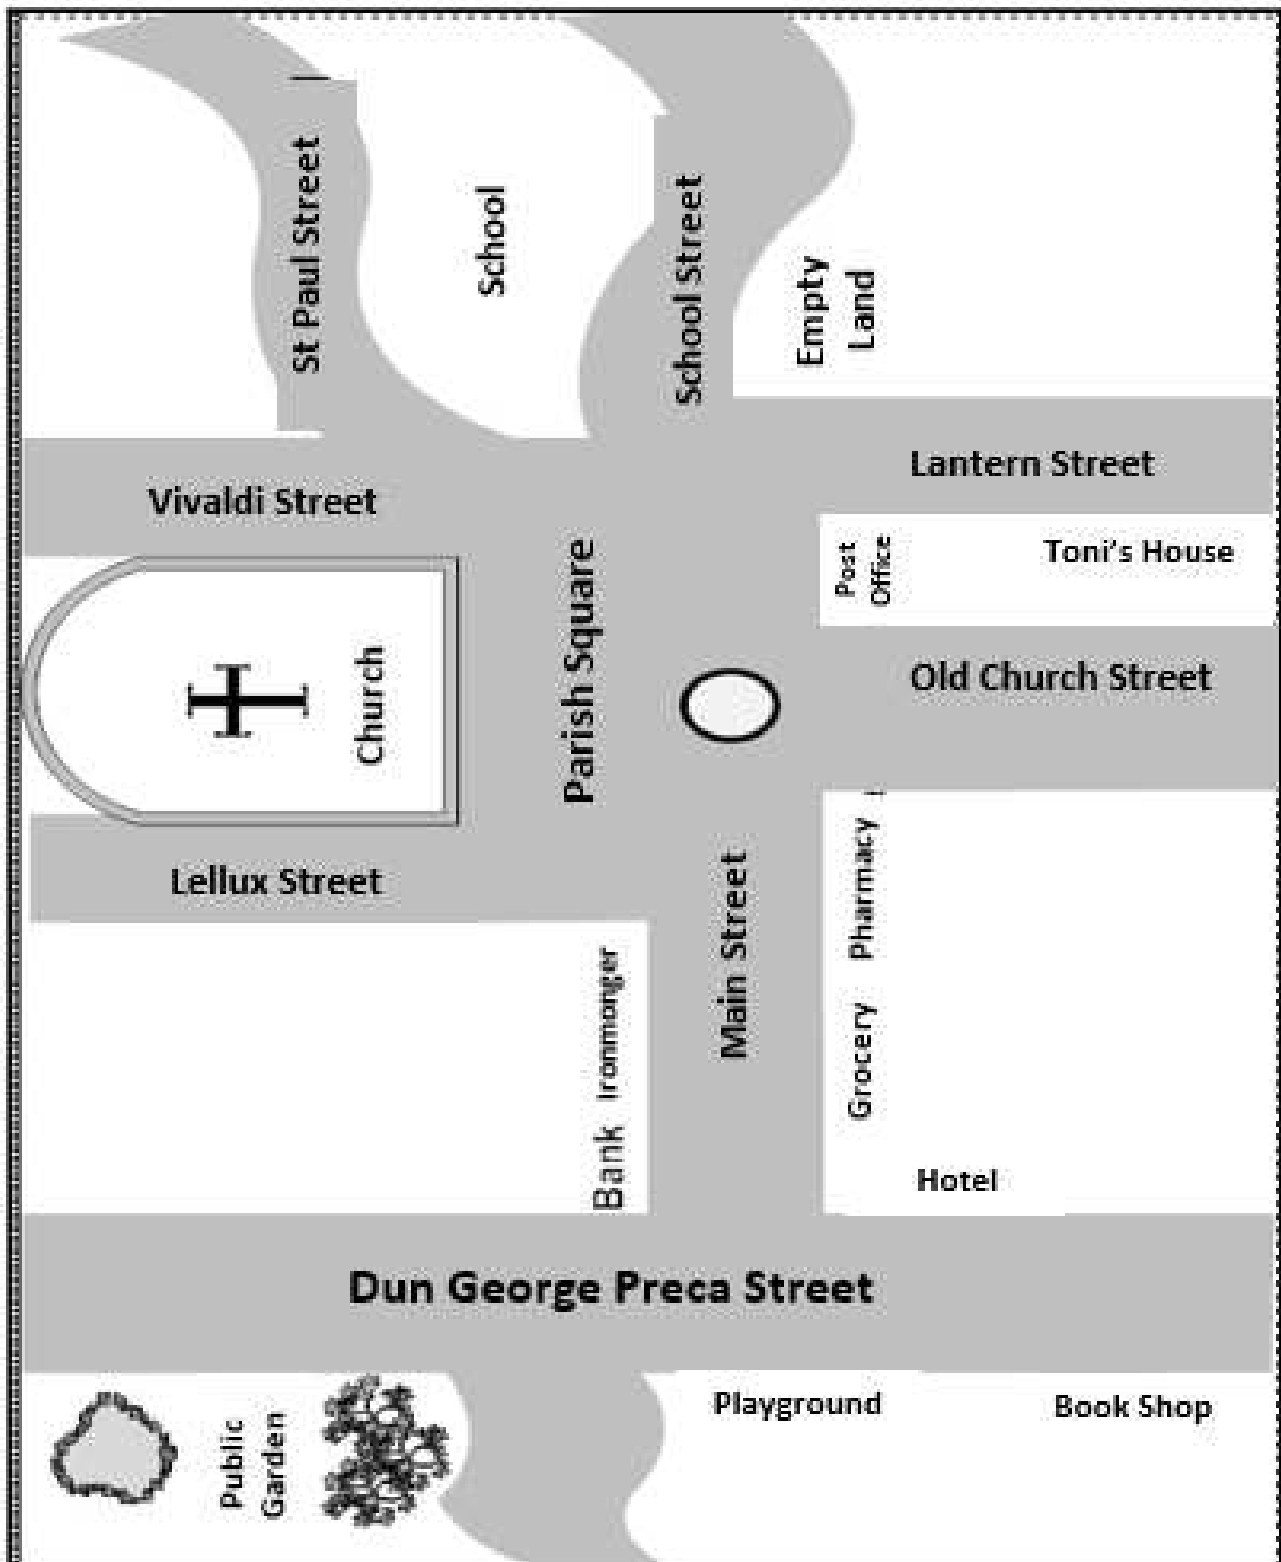 St Paul Street
School
School Street
Empty
Land
Lantern Street
Vivaldi Street
Post
Office
Toni's House
Parish Square
Church
Old Church Street
Lellux Street
Main Street
Pharmacy
Ironmonger
Grocery
Bank
Hotel
Dun George Preca Street
Public
Garden
Playground
Book Shop